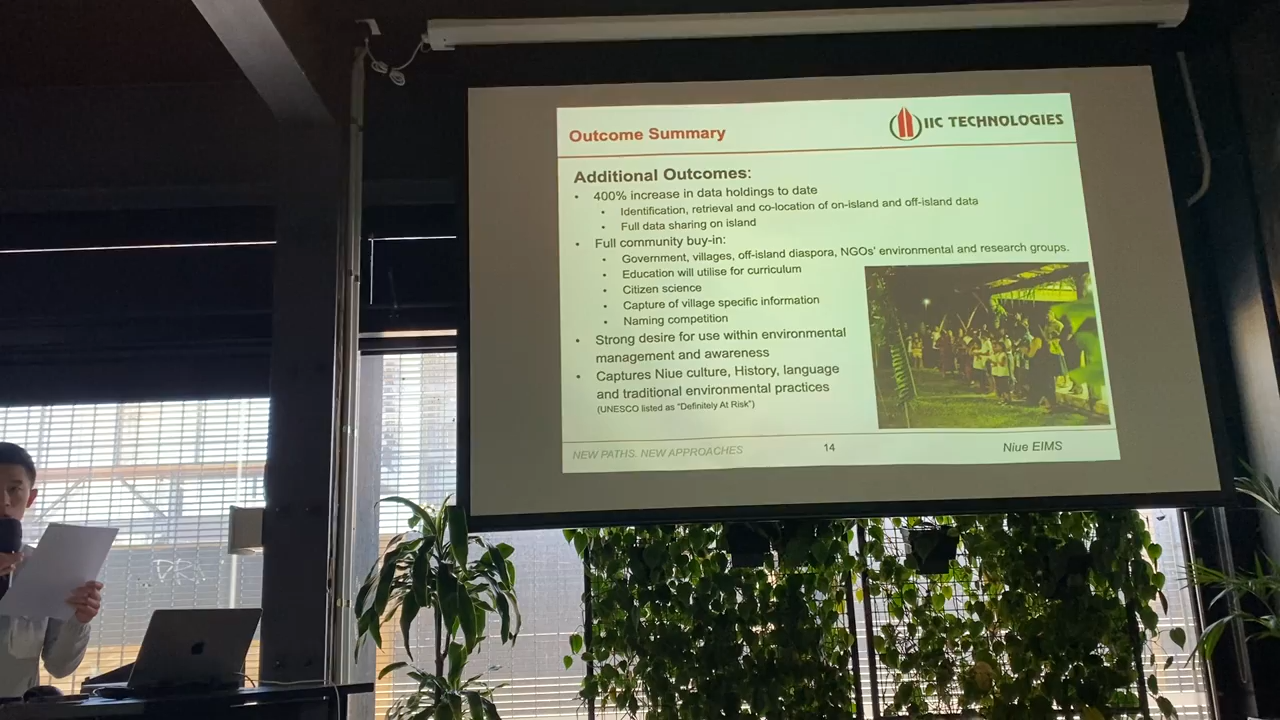 Outcome Summary
IIC TECHNOLOGIES
Additional Outcomes:
• 400% increase in data holdings to date
• Identification, retrieval and co-location of on-island and off-island data
• Full data sharing on island
• Full community buy-in:
• Government, villages, off-island diaspora, NGOs' environmental and research groups.
• Education will utilise for curriculum
• Citizen science
• Capture of village specific information
• Naming competition
• Strong desire for use within environmental
management and awareness
• Captures Niue culture, History, language
and traditional environmental practices
(UNESCO listed as "Definitely At Risk")
NEW PATHS. NEW APPROACHES
14
Niue EIMS